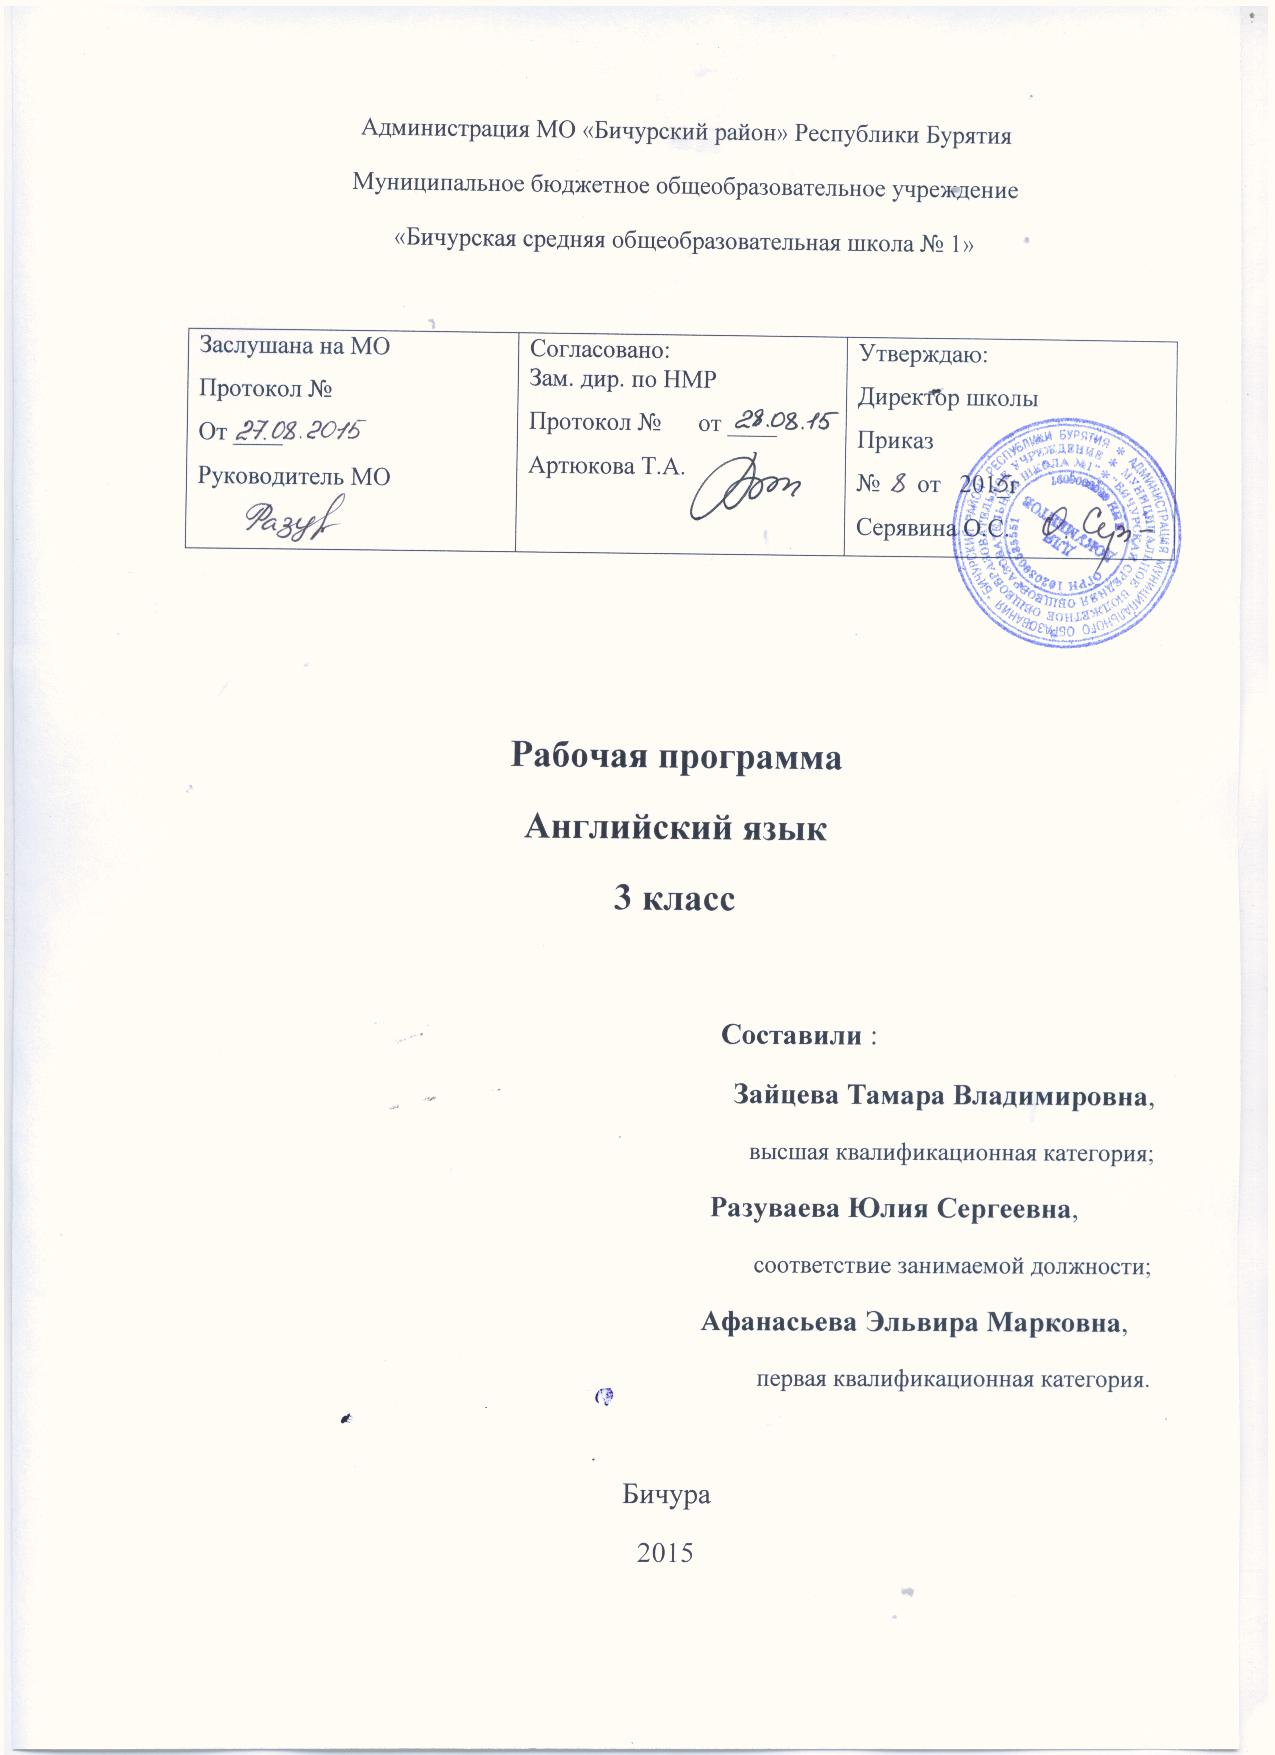 Администрация МО «Бичурский район» Республики Бурятия
Муниципальное бюджетное общеобразовательное учреждение
«Бичурская средняя общеобразовательная школа № 1»
Заслушана на МО
Протокол №
От 27.08.2015
Руководитель МО
Разув
Согласовано:
Зам. дир. по НМР
Протокол № от 28.08.15
Артюкова Т.А.
Утверждаю:
Директор школы
Приказ
№ 8 от 2015г
Серявина О.С.
ДЛЯ
ДОКУМЕНТОВ
Рабочая программа
Английский язык
3 класс
Составили :
Зайцева Тамара Владимировна,
высшая квалификационная категория;
Разуваева Юлия Сергеевна,
соответствие занимаемой должности;
Афанасьева Эльвира Марковна,
первая квалификационная категория.
Бичура
2015